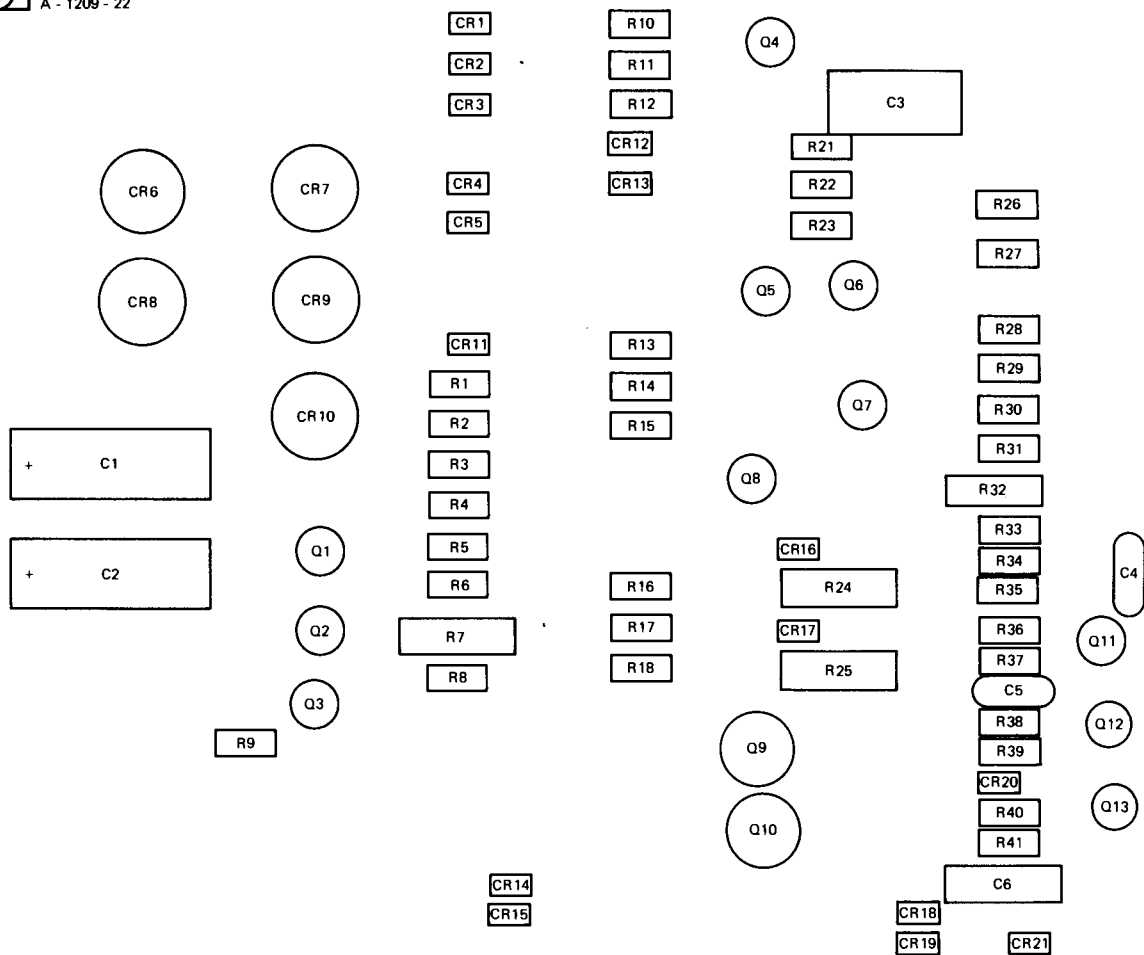 A - 1209 - 22
CR1 R10 Q4
CR2 R11
CR3 R12 C3
CR12 R21
CR6 CR7 CR4 CR13 R22
R26
CR5 R23
R27
CR8 CR9 Q5 Q6
R28
CR11 R13
R29
R1 R14
CR10 R2 R15 Q7 R30
R31
+ C1 R3
Q8 R32
R4
R33
Q1 R5 CR16
R34
+ C2 R6 R16 R24 R35 C4
Q2 R7 R17 CR17 R36 Q11
R37
R8 R18 R25
C5
Q3
R38 Q12
R9 Q9 R39
CR20
R40 Q13
Q10
R41
CR14 C6
CR15 CR18
CR19 CR21